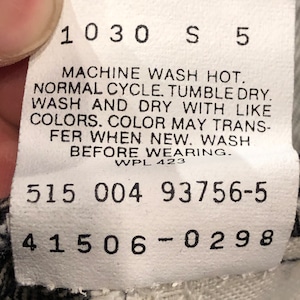 1030 S 5
MACHINE WASH HOT.
NORMAL CYCLE. TUMBLE DRY.
WASH AND DRY WITH LIKE
COLORS. COLOR MAY TRANS-
FER WHEN NEW. WASH
BEFORE WEARING.
WPL 423
515 004 93756-5
41506-0298